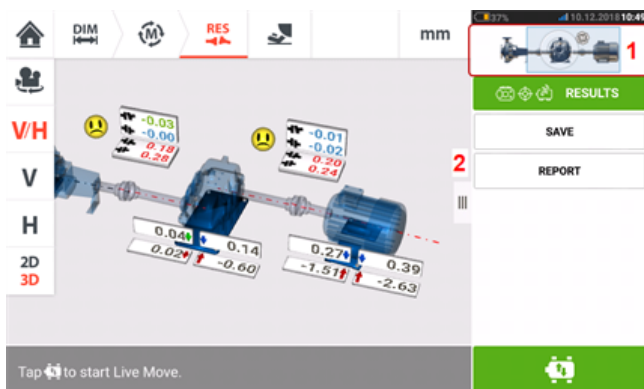 37% 10.12.2018 10:49
DIM
M
RES
mm
1
RESULTS
V/H
-0.03
-0.00
0.18
0.28
-0.01
-0.02
0.20
0.24
SAVE
2
REPORT
V
H
0.04 0.14
0.02 -0.60
0.27 0.39
-1.51 -2.63
2D
3D
Tap to start Live Move.